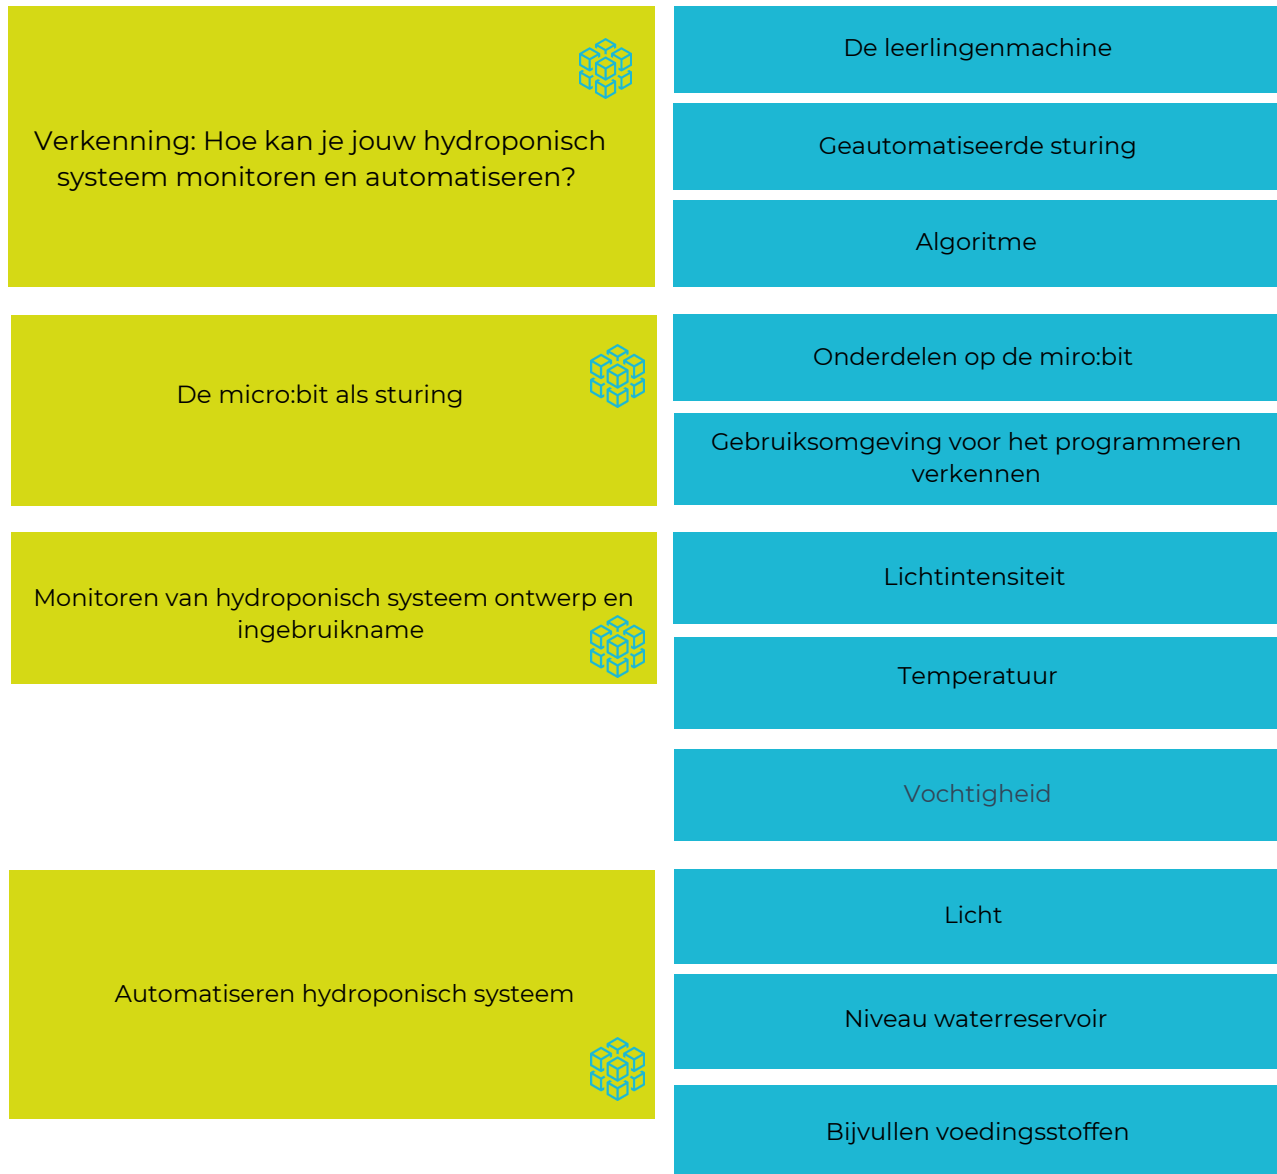 Verkenning: Hoe kan je jouw hydroponisch
systeem monitoren en automatiseren?
De leerlingenmachine
Geautomatiseerde sturing
Algoritme
De micro:bit als sturing
Onderdelen op de miro:bit
Gebruiksomgeving voor het programmeren
verkennen
Monitoren van hydroponisch systeem ontwerp en
ingebruikname
Lichtintensiteit
Temperatuur
Vochtigheid
Automatiseren hydroponisch systeem
Licht
Niveau waterreservoir
Bijvullen voedingsstoffen